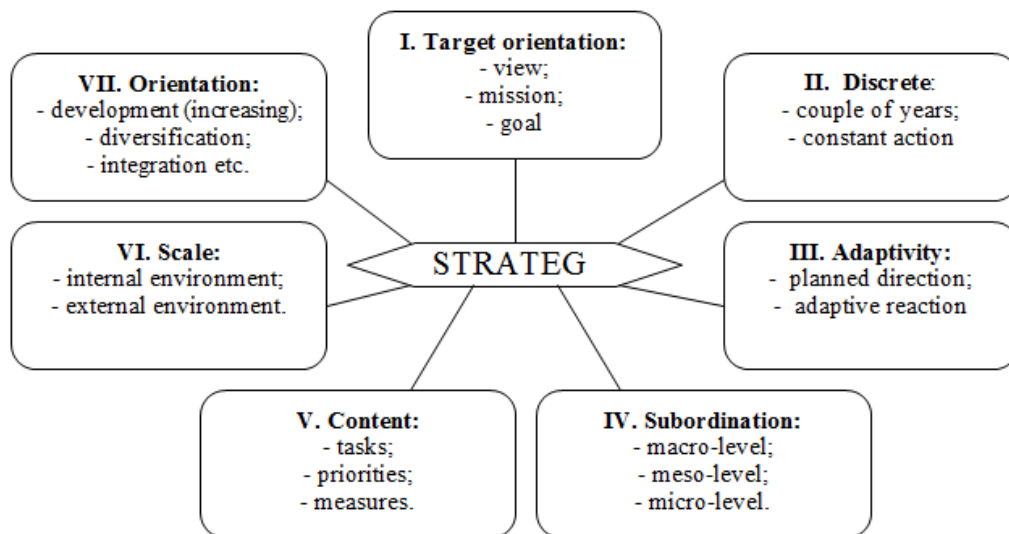 I. Target orientation:
- view;
- mission;
- goal
II. Discrete:
- couple of years;
- constant action
III. Adaptivity:
- planned direction;
- adaptive reaction
IV. Subordination:
- macro-level;
- meso-level;
- micro-level.
V. Content:
- tasks;
- priorities;
- measures.
VI. Scale:
- internal environment;
- external environment.
VII. Orientation:
- development (increasing);
- diversification;
- integration etc.
STRATEG